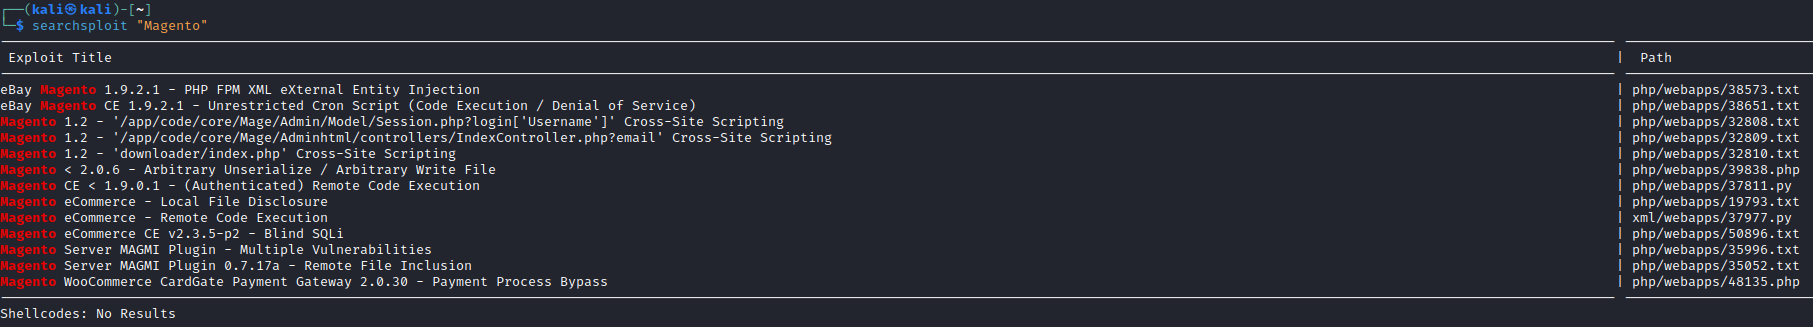 ┌──(kali㉿kali)-[~]
└─$ searchsploit "Magento"
Exploit Title | Path
eBay Magento 1.9.2.1 - PHP FPM XML eXternal Entity Injection | php/webapps/38573.txt
eBay Magento CE 1.9.2.1 - Unrestricted Cron Script (Code Execution / Denial of Service) | php/webapps/38651.txt
Magento 1.2 - '/app/code/core/Mage/Admin/Model/Session.php?login['Username']' Cross-Site Scripting | php/webapps/32808.txt
Magento 1.2 - '/app/code/core/Mage/Adminhtml/controllers/IndexController.php?email' Cross-Site Scripting | php/webapps/32809.txt
Magento 1.2 - 'downloader/index.php' Cross-Site Scripting | php/webapps/32810.txt
Magento < 2.0.6 - Arbitrary Unserialize / Arbitrary Write File | php/webapps/39838.php
Magento CE < 1.9.0.1 - (Authenticated) Remote Code Execution | php/webapps/37811.py
Magento eCommerce - Local File Disclosure | php/webapps/19793.txt
Magento eCommerce - Remote Code Execution | xml/webapps/37977.py
Magento eCommerce CE v2.3.5-p2 - Blind SQLi | php/webapps/50896.txt
Magento Server MAGMI Plugin - Multiple Vulnerabilities | php/webapps/35996.txt
Magento Server MAGMI Plugin 0.7.17a - Remote File Inclusion | php/webapps/35052.txt
Magento WooCommerce CardGate Payment Gateway 2.0.30 - Payment Process Bypass | php/webapps/48135.php
Shellcodes: No Results